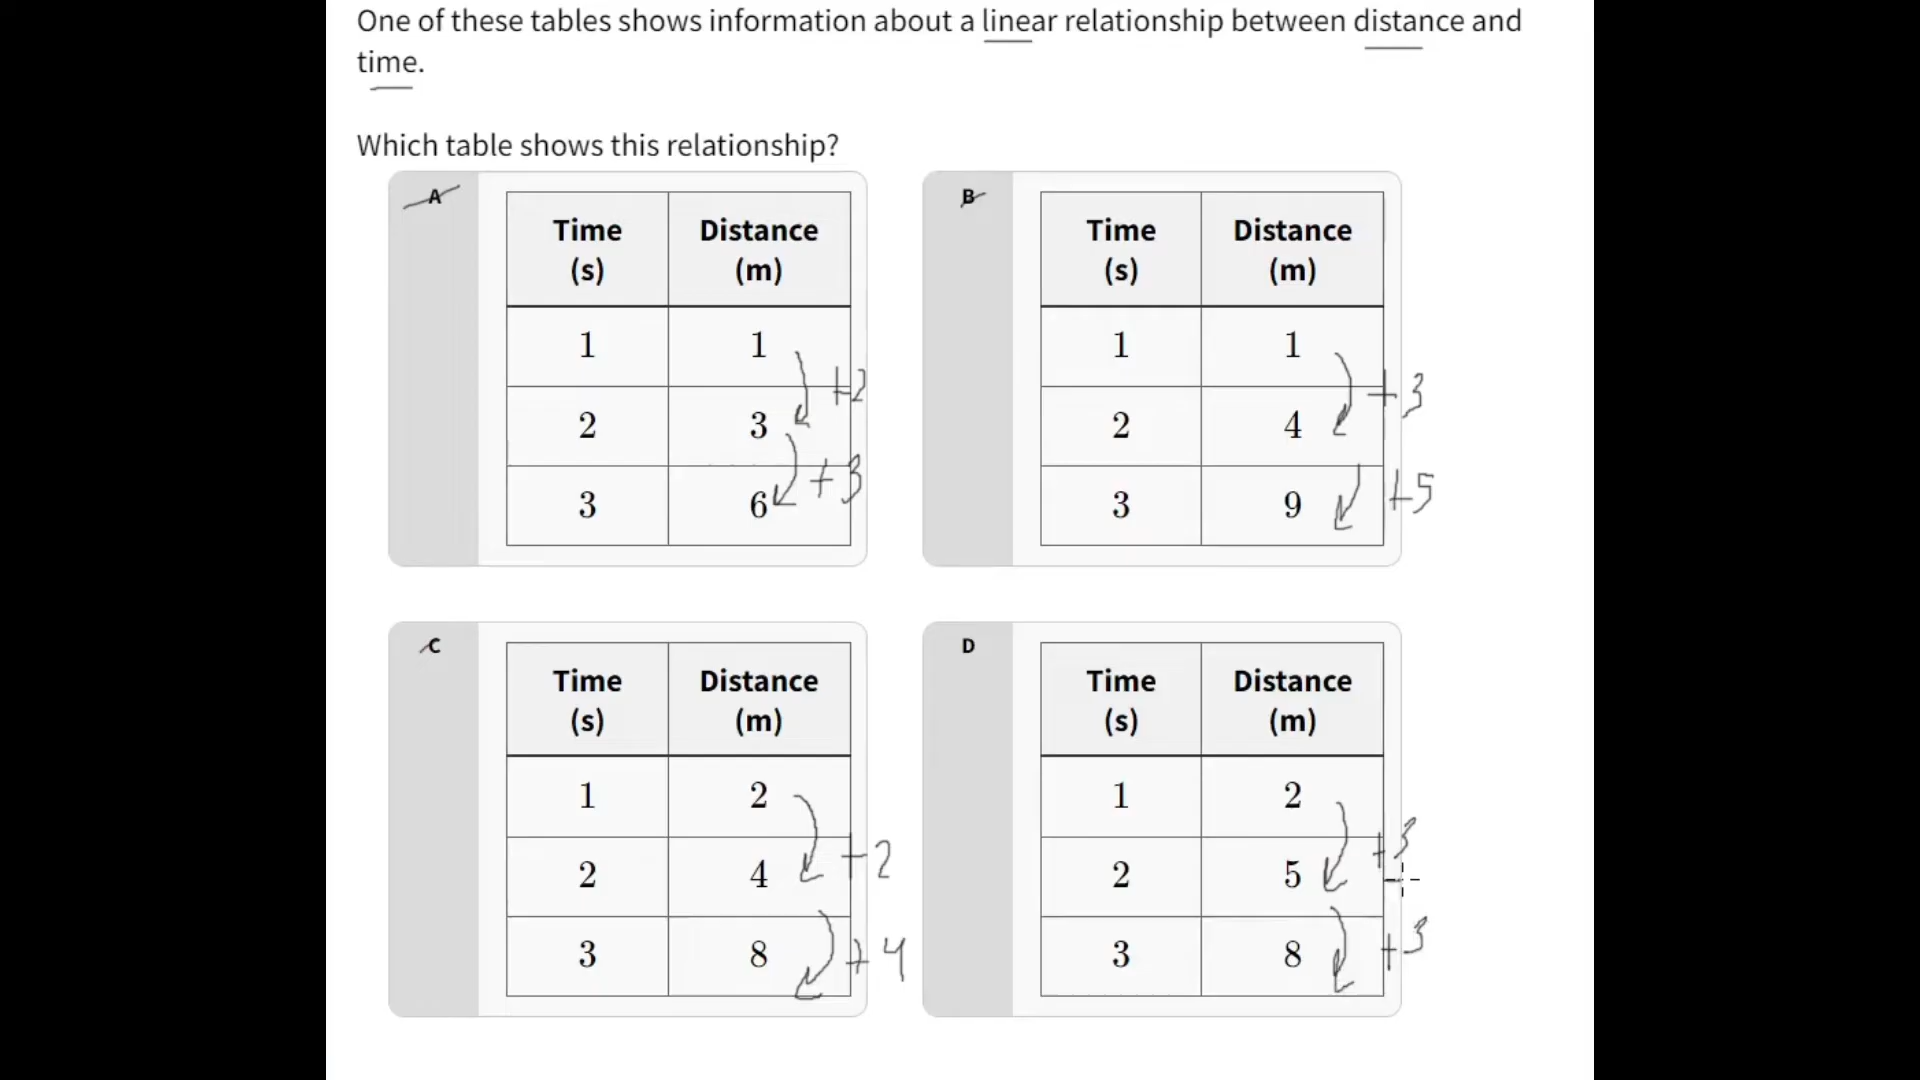 One of these tables shows information about a linear relationship between distance and
time.
Which table shows this relationship?
A
Time (s) Distance (m)
1 1
+2
2 3
+3
3 6
B
Time (s) Distance (m)
1 1
+3
2 4
+5
3 9
C
Time (s) Distance (m)
1 2
+2
2 4
+4
3 8
D
Time (s) Distance (m)
1 2
+3
2 5
+3
3 8